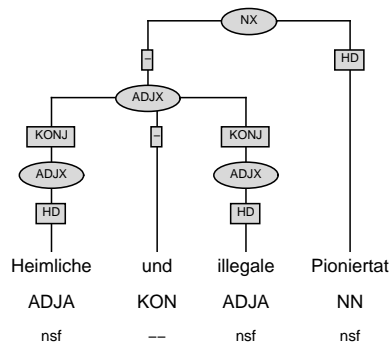 NX
– HD
ADJX
KONJ – KONJ
ADJX ADJX
HD HD
Heimliche und illegale Pioniertat
ADJA KON ADJA NN
nsf –– nsf nsf